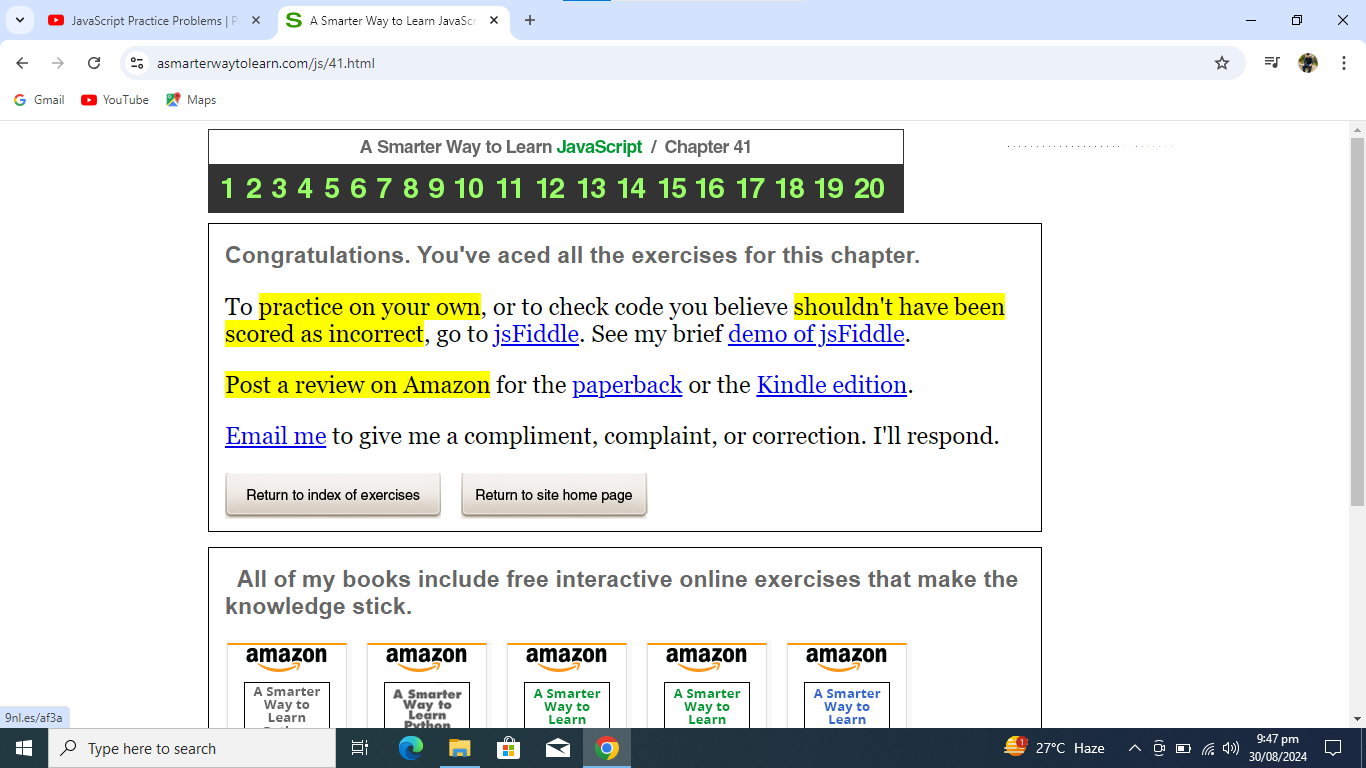 JavaScript Practice Problems |
A Smarter Way to Learn JavaSc
asmarterwaytolearn.com/js/41.html
Gmail
YouTube
Maps
A Smarter Way to Learn JavaScript / Chapter 41
1 2 3 4 5 6 7 8 9 10 11 12 13 14 15 16 17 18 19 20
Congratulations. You've aced all the exercises for this chapter.
To practice on your own, or to check code you believe shouldn't have been
scored as incorrect, go to jsFiddle. See my brief demo of jsFiddle.
Post a review on Amazon for the paperback or the Kindle edition.
Email me to give me a compliment, complaint, or correction. I'll respond.
Return to index of exercises
Return to site home page
All of my books include free interactive online exercises that make the
knowledge stick.
amazon amazon amazon amazon amazon
A Smarter A Smarter A Smarter A Smarter A Smarter
Way to Way to Way to Way to Way to
Learn Learn Learn Learn Learn
9nl.es/af3a
Type here to search
27°C Haze
9:47 pm
30/08/2024